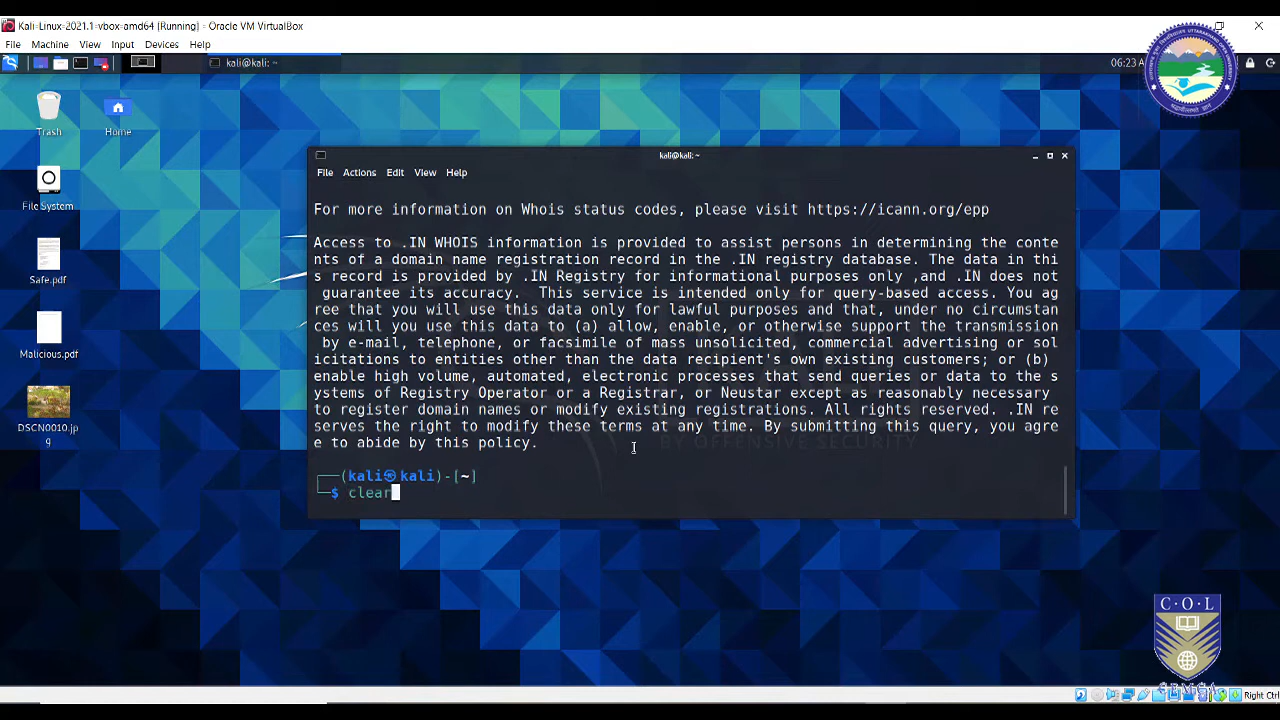 Kali-Linux-2021.1-vbox-amd64 [Running] - Oracle VM VirtualBox
File Machine View Input Devices Help
kali@kali: ~
06:23
Trash
Home
File System
Safe.pdf
Malicious.pdf
DSCN0010.jp
g
kali@kali:~
File Actions Edit View Help
For more information on Whois status codes, please visit https://icann.org/epp
Access to .IN WHOIS information is provided to assist persons in determining the conte
nts of a domain name registration record in the .IN registry database. The data in thi
s record is provided by .IN Registry for informational purposes only ,and .IN does not
guarantee its accuracy.  This service is intended only for query-based access. You ag
ree that you will use this data only for lawful purposes and that, under no circumstan
ces will you use this data to (a) allow, enable, or otherwise support the transmission
by e-mail, telephone, or facsimile of mass unsolicited, commercial advertising or sol
icitations to entities other than the data recipient's own existing customers; or (b)
enable high volume, automated, electronic processes that send queries or data to the s
ystems of Registry Operator or a Registrar, or Neustar except as reasonably necessary
to register domain names or modify existing registrations. All rights reserved. .IN re
serves the right to modify these terms at any time. By submitting this query, you agre
e to abide by this policy.
BY OFFENSIVE SECURITY
(kali㉿kali)-[~]
$ clear
C·O·L
Right Ctrl